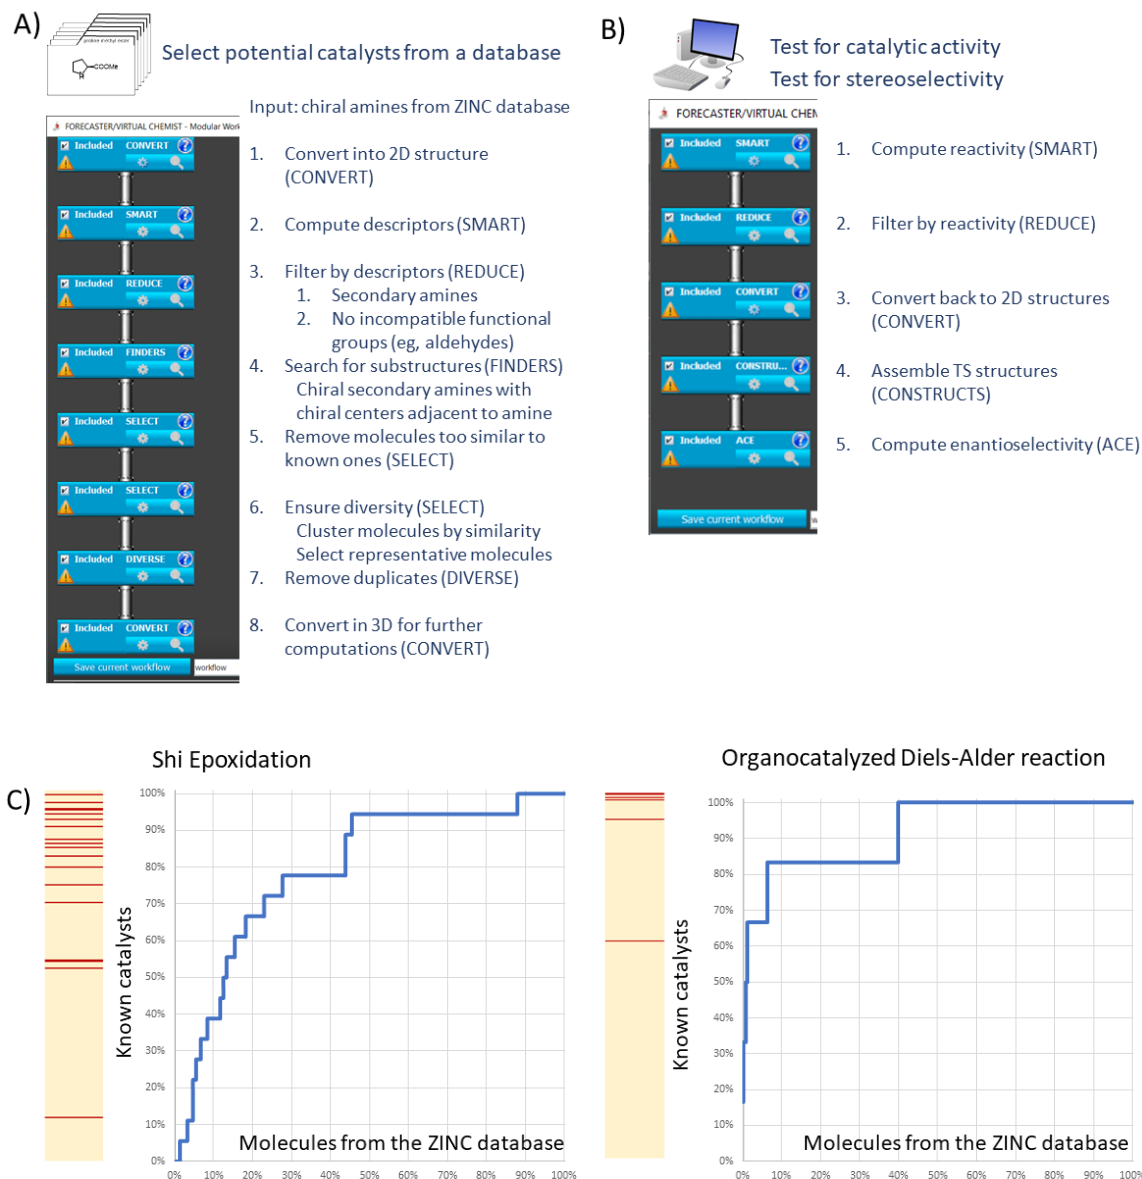 A)
proline methyl ester
COOMe
N
H
Select potential catalysts from a database
Input: chiral amines from ZINC database
FORECASTER/VIRTUAL CHEMIST - Modular Work
Included CONVERT ?
Included SMART ?
Included REDUCE ?
Included FINDERS ?
Included SELECT ?
Included SELECT ?
Included DIVERSE ?
Included CONVERT ?
Save current workflow
workflow
1. Convert into 2D structure
(CONVERT)
2. Compute descriptors (SMART)
3. Filter by descriptors (REDUCE)
1. Secondary amines
2. No incompatible functional
groups (eg, aldehydes)
4. Search for substructures (FINDERS)
Chiral secondary amines with
chiral centers adjacent to amine
5. Remove molecules too similar to
known ones (SELECT)
6. Ensure diversity (SELECT)
Cluster molecules by similarity
Select representative molecules
7. Remove duplicates (DIVERSE)
8. Convert in 3D for further
computations (CONVERT)
B)
Test for catalytic activity
Test for stereoselectivity
FORECASTER/VIRTUAL CHEM
Included SMART ?
Included REDUCE ?
Included CONVERT ?
Included CONSTRU... ?
Included ACE ?
Save current workflow
w
1. Compute reactivity (SMART)
2. Filter by reactivity (REDUCE)
3. Convert back to 2D structures
(CONVERT)
4. Assemble TS structures
(CONSTRUCTS)
5. Compute enantioselectivity (ACE)
C)
Shi Epoxidation
Known catalysts
100%
90%
80%
70%
60%
50%
40%
30%
20%
10%
0%
Molecules from the ZINC database
0% 10% 20% 30% 40% 50% 60% 70% 80% 90% 100%
Organocatalyzed Diels-Alder reaction
Known catalysts
100%
90%
80%
70%
60%
50%
40%
30%
20%
10%
0%
Molecules from the ZINC database
0% 10% 20% 30% 40% 50% 60% 70% 80% 90% 100%